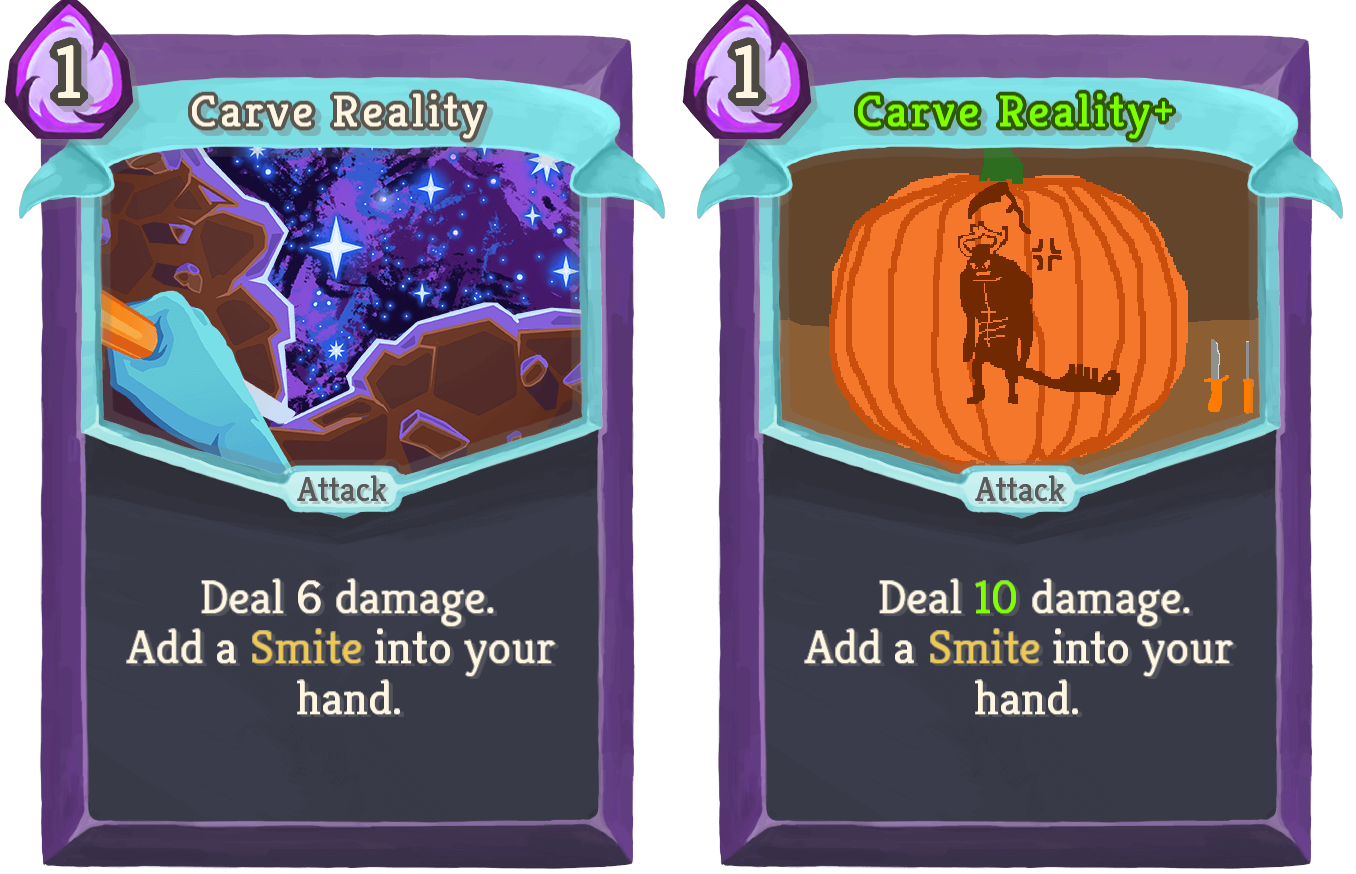 1
Carve Reality
Attack
Deal 6 damage.
Add a Smite into your
hand.
1
Carve Reality+
Attack
Deal 10 damage.
Add a Smite into your
hand.